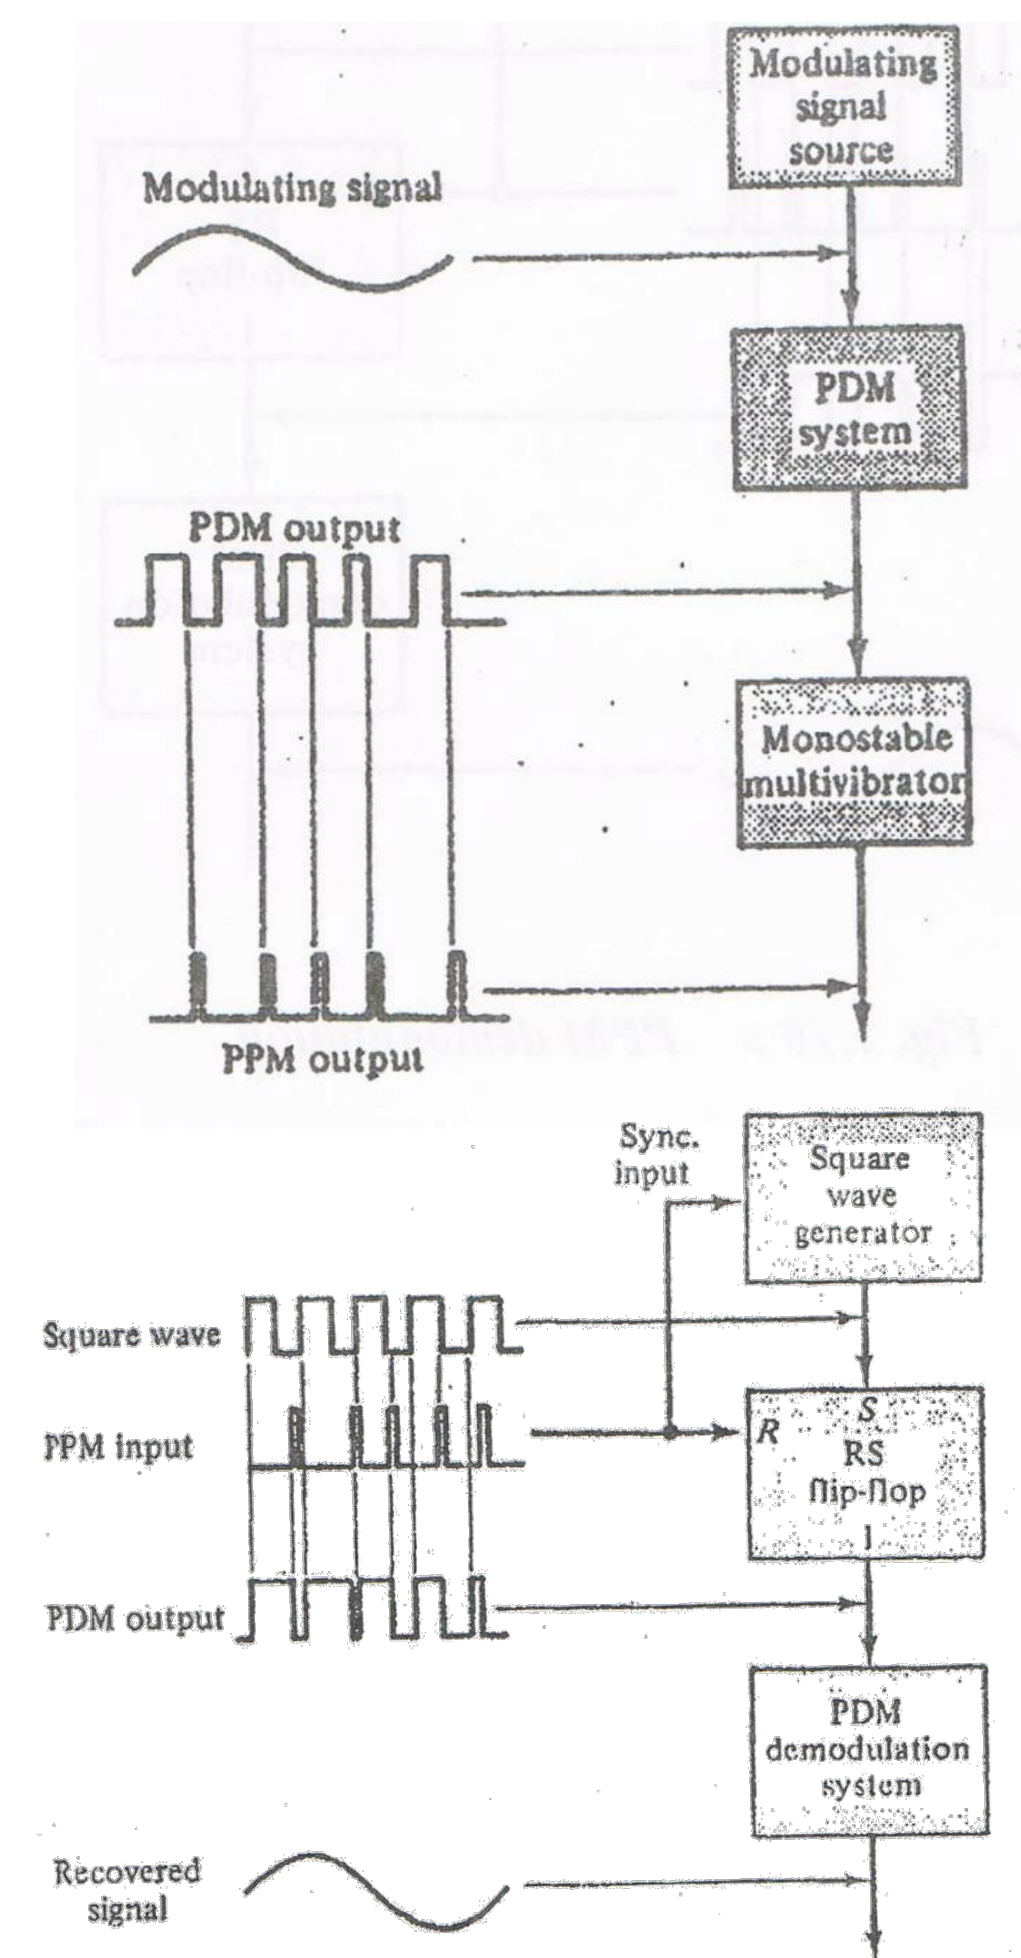 Modulating
signal
source
Modulating signal
PDM
system
PDM output
Monostable
multivibrator
PPM output
Sync.
input
Square
wave
generator
Square wave
S
R
RS
flip-flop
1
PPM input
PDM output
PDM
demodulation
system
Recovered
signal